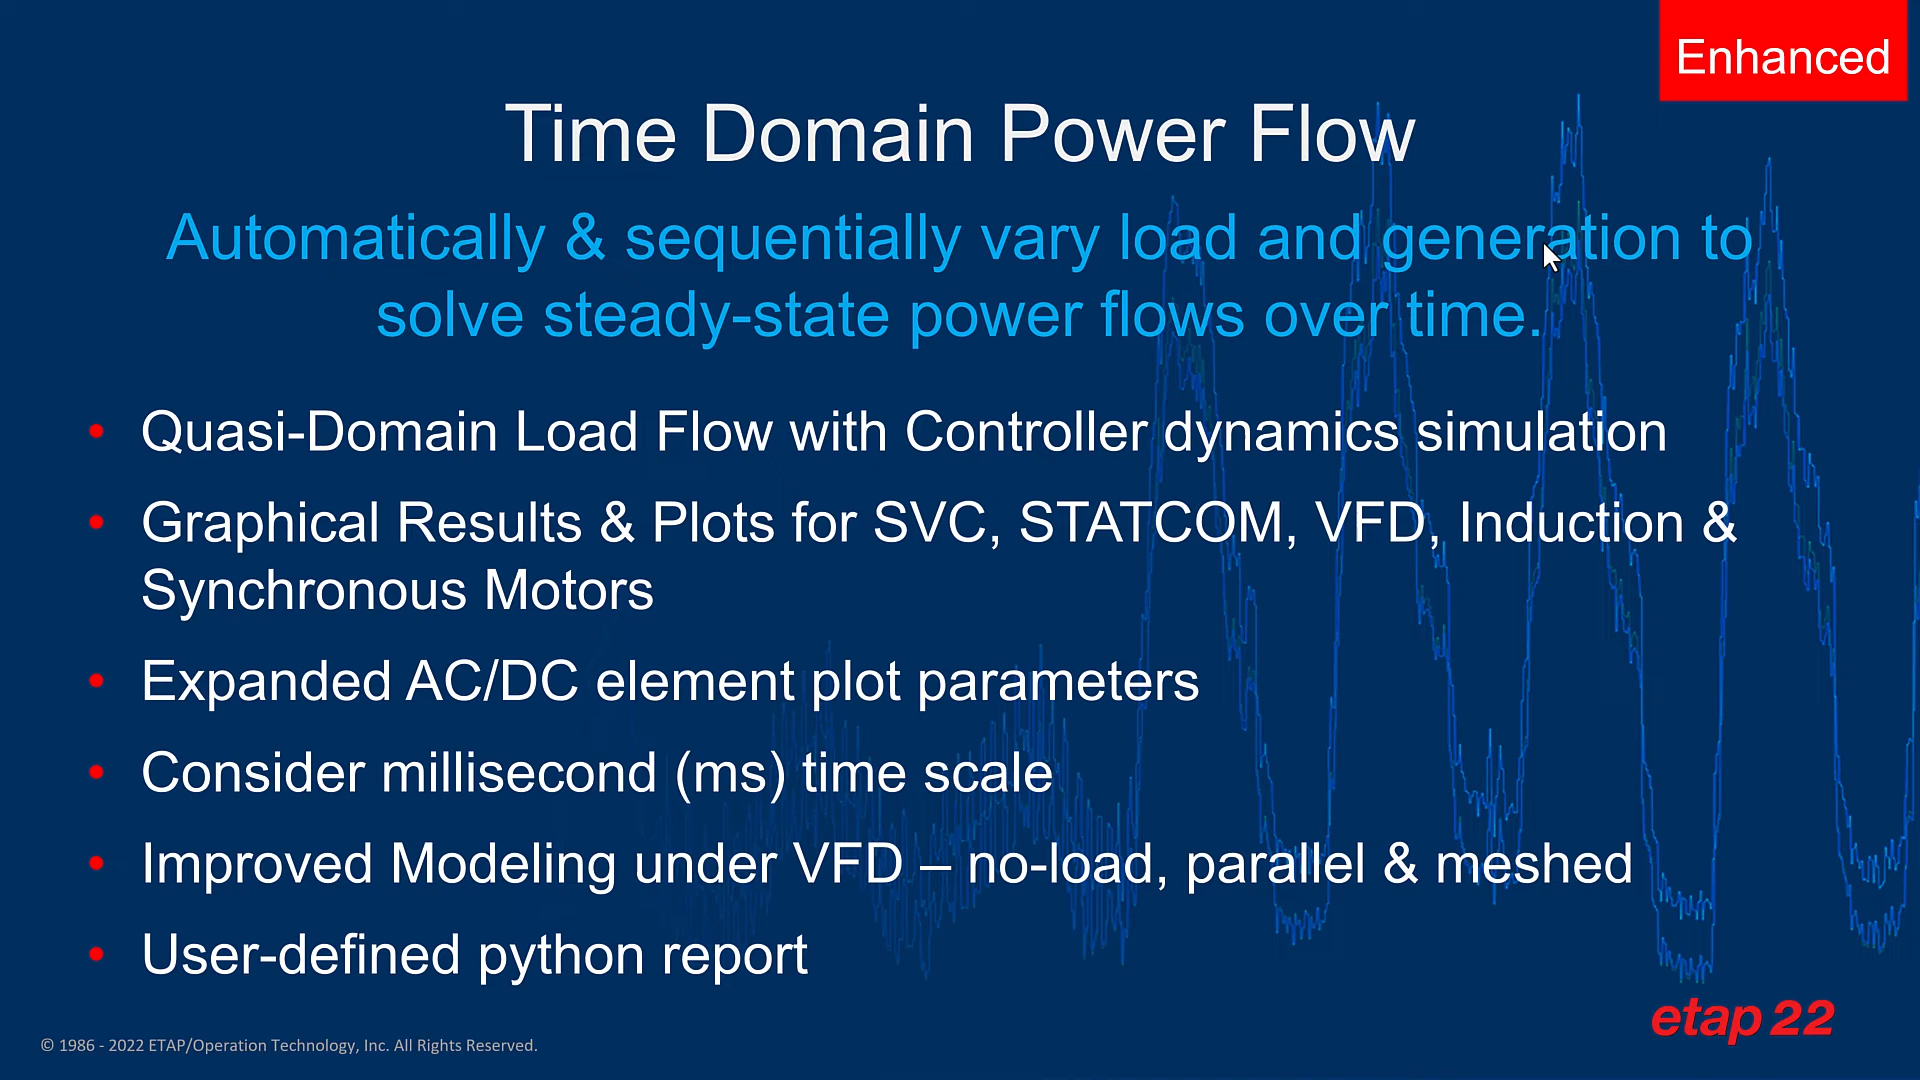 Enhanced
Time Domain Power Flow
Automatically & sequentially vary load and generation to
solve steady-state power flows over time.
• Quasi-Domain Load Flow with Controller dynamics simulation
• Graphical Results & Plots for SVC, STATCOM, VFD, Induction &
Synchronous Motors
• Expanded AC/DC element plot parameters
• Consider millisecond (ms) time scale
• Improved Modeling under VFD – no-load, parallel & meshed
• User-defined python report
etap 22
© 1986 - 2022 ETAP/Operation Technology, Inc. All Rights Reserved.